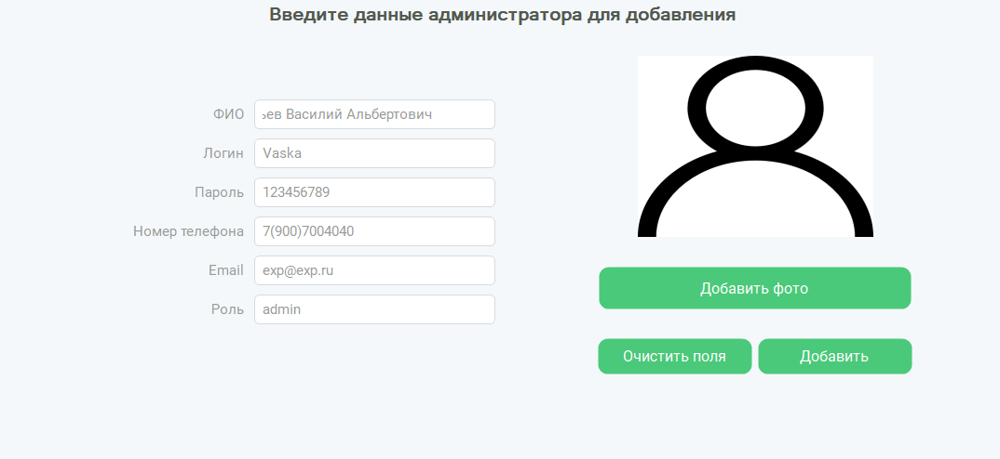 Введите данные администратора для добавления
ФИО ьев Василий Альбертович
Логин Vaska
Пароль 123456789
Номер телефона 7(900)7004040
Email exp@exp.ru
Роль admin
Добавить фото
Очистить поля Добавить